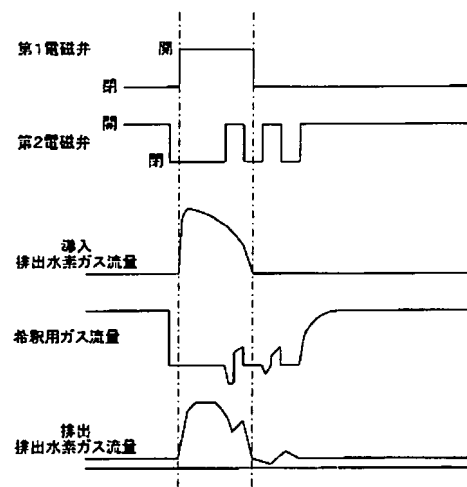 第1電磁弁
開
閉
開
第2電磁弁
閉
導入
排出水素ガス流量
希釈用ガス流量
排出
排出水素ガス流量